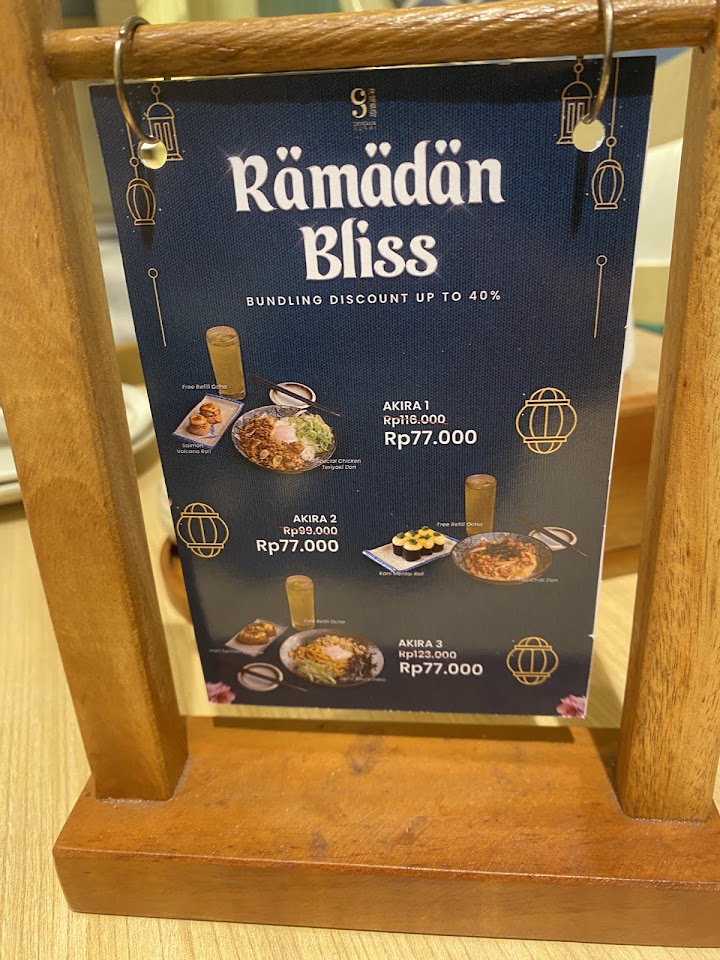 Rämädän
Bliss
BUNDLING DISCOUNT UP TO 40%
Free Refill Ocha
Salmon
Volcano Roll
Special Chicken
Teriyaki Don
AKIRA 1
Rp116.000
Rp77.000
AKIRA 2
Rp99.000
Rp77.000
Free Refill Ocha
Kani Mentai Roll
Don
Free Refill Ocha
AKIRA 3
Rp123.000
Rp77.000